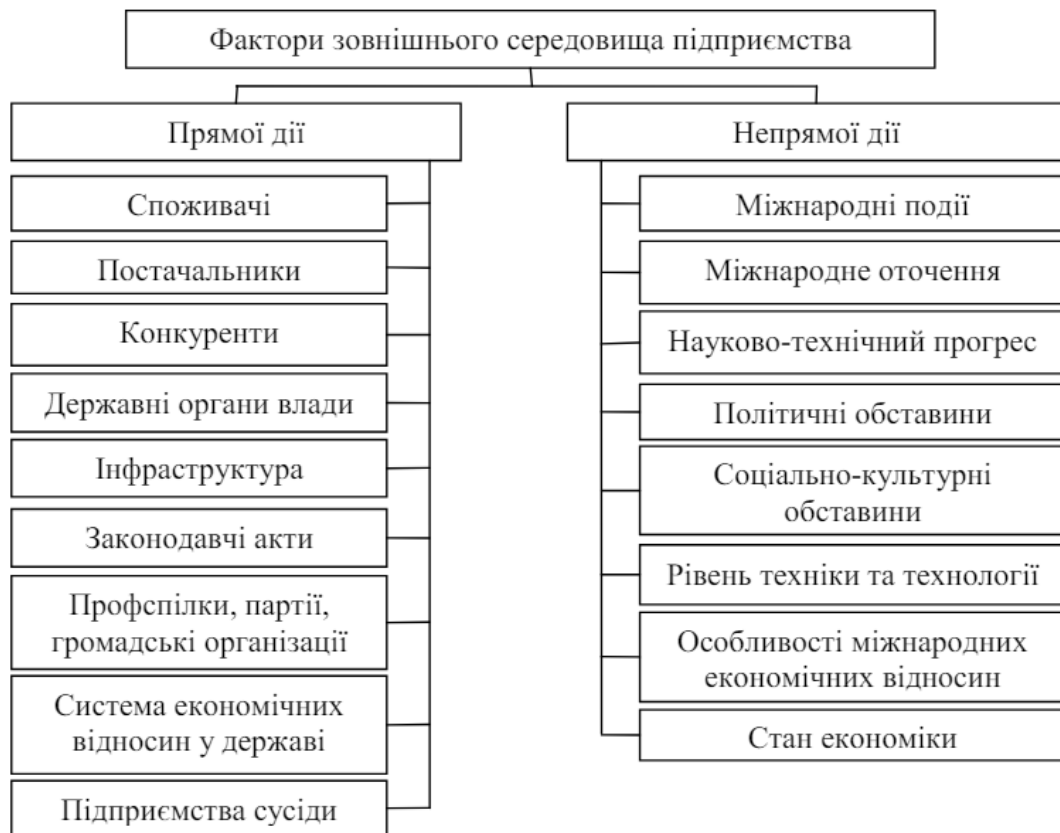 Фактори зовнішнього середовища підприємства
Прямої дії
Споживачі
Постачальники
Конкуренти
Державні органи влади
Інфраструктура
Законодавчі акти
Профспілки, партії,
громадські організації
Система економічних
відносин у державі
Підприємства сусіди
Непрямої дії
Міжнародні події
Міжнародне оточення
Науково-технічний прогрес
Політичні обставини
Соціально-культурні
обставини
Рівень техніки та технології
Особливості міжнародних
економічних відносин
Стан економіки